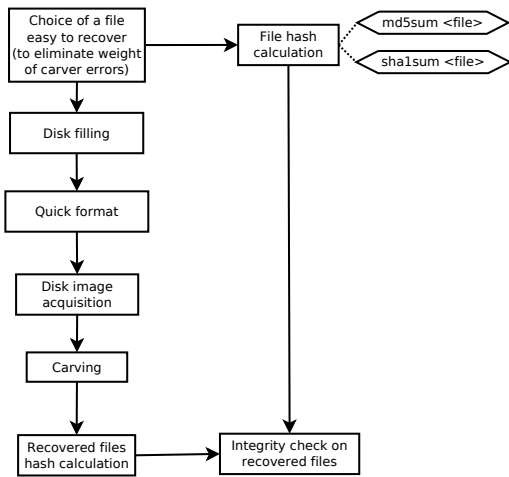 Choice of a file
easy to recover
(to eliminate weight
of carver errors)
File hash
calculation
md5sum <file>
sha1sum <file>
Disk filling
Quick format
Disk image
acquisition
Carving
Recovered files
hash calculation
Integrity check on
recovered files